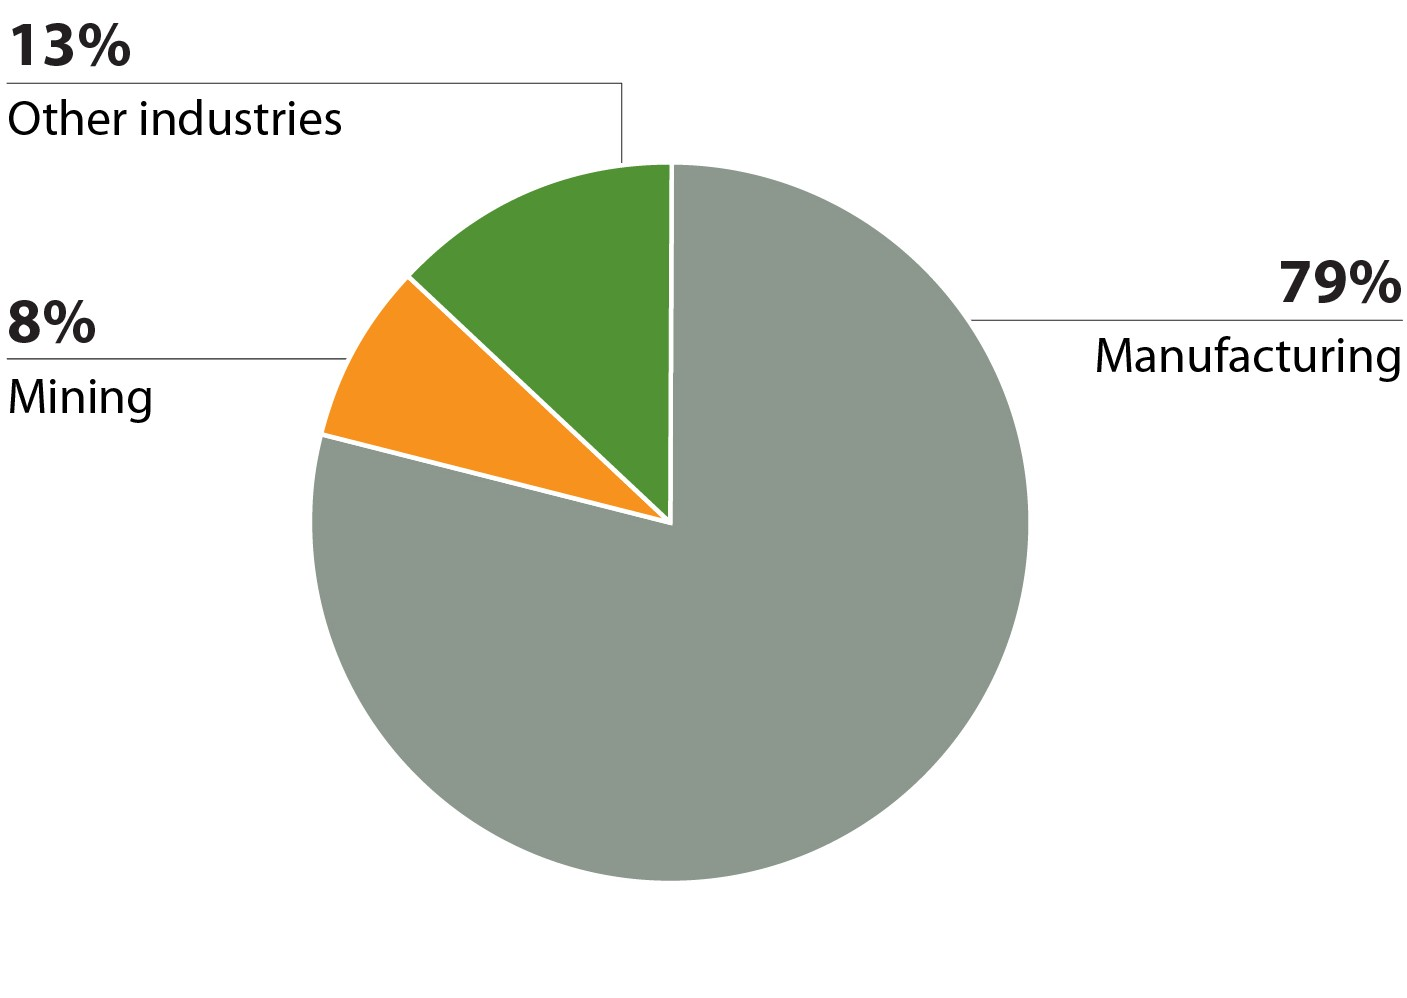 13%
Other industries
79%
Manufacturing
8%
Mining